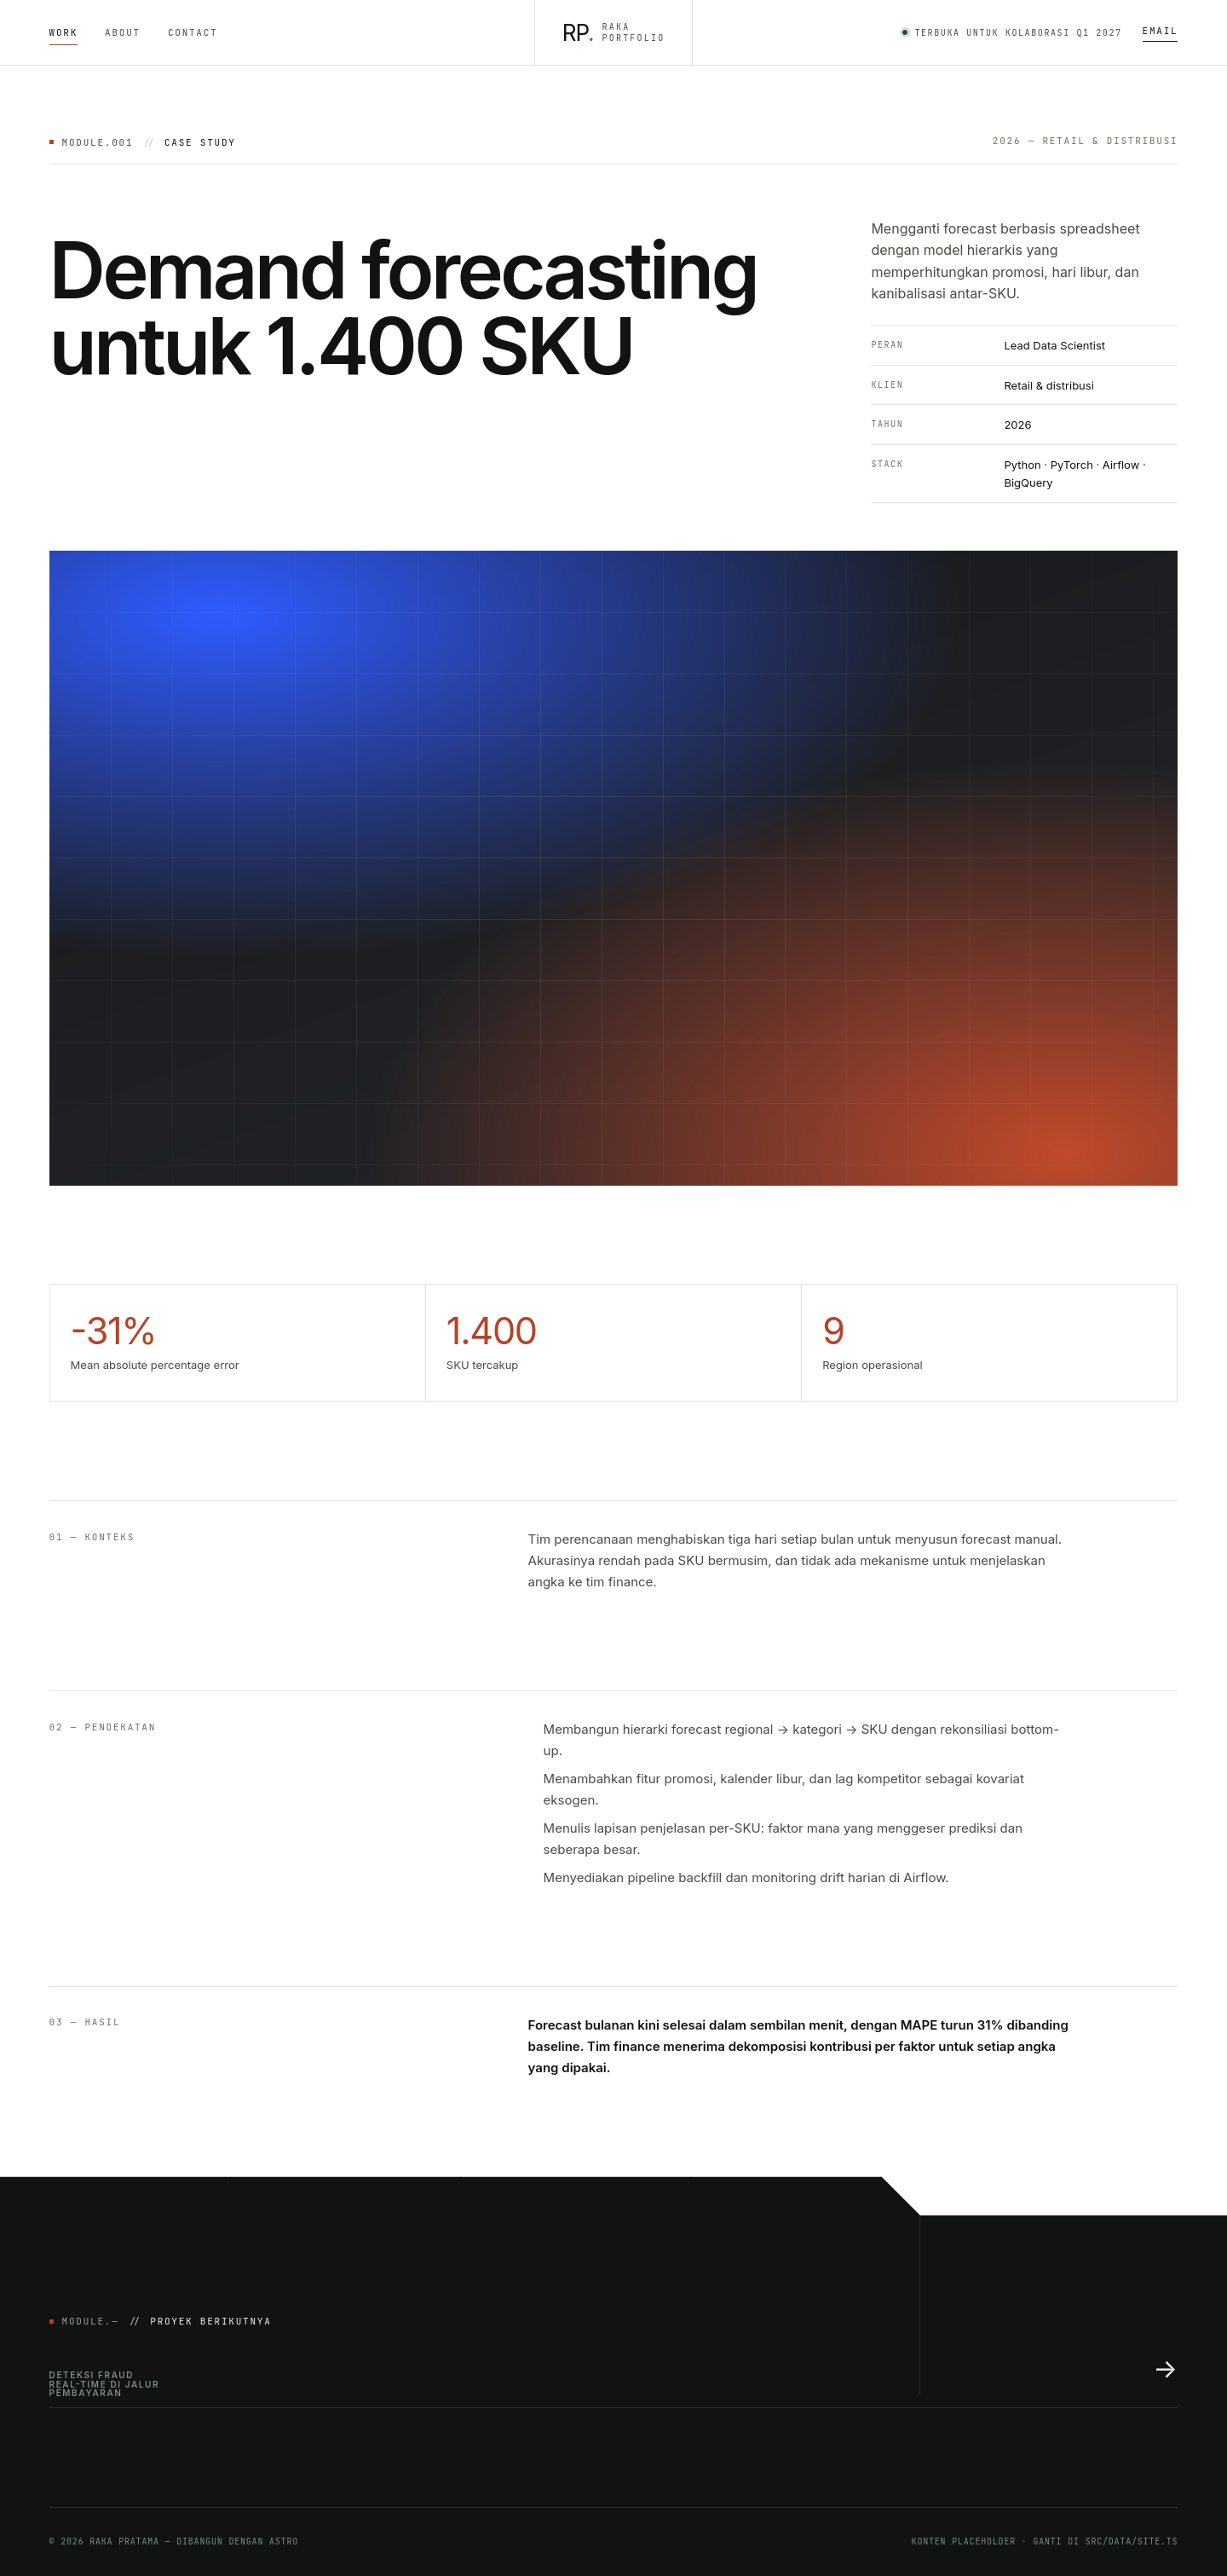 WORK ABOUT CONTACT
RP. RAKA
PORTFOLIO
TERBUKA UNTUK KOLABORASI Q1 2027 EMAIL
MODULE.001 // CASE STUDY
2026 — RETAIL & DISTRIBUSI
Demand forecasting
untuk 1.400 SKU
Mengganti forecast berbasis spreadsheet
dengan model hierarkis yang
memperhitungkan promosi, hari libur, dan
kanibalisasi antar-SKU.
PERAN Lead Data Scientist
KLIEN Retail & distribusi
TAHUN 2026
STACK Python · PyTorch · Airflow ·
BigQuery
-31%
Mean absolute percentage error
1.400
SKU tercakup
9
Region operasional
01 — KONTEKS
Tim perencanaan menghabiskan tiga hari setiap bulan untuk menyusun forecast manual.
Akurasinya rendah pada SKU bermusim, dan tidak ada mekanisme untuk menjelaskan
angka ke tim finance.
02 — PENDEKATAN
Membangun hierarki forecast regional → kategori → SKU dengan rekonsiliasi bottom-
up.
Menambahkan fitur promosi, kalender libur, dan lag kompetitor sebagai kovariat
eksogen.
Menulis lapisan penjelasan per-SKU: faktor mana yang menggeser prediksi dan
seberapa besar.
Menyediakan pipeline backfill dan monitoring drift harian di Airflow.
03 — HASIL
Forecast bulanan kini selesai dalam sembilan menit, dengan MAPE turun 31% dibanding
baseline. Tim finance menerima dekomposisi kontribusi per faktor untuk setiap angka
yang dipakai.
MODULE.— // PROYEK BERIKUTNYA
DETEKSI FRAUD
REAL-TIME DI JALUR
PEMBAYARAN
→
© 2026 RAKA PRATAMA — DIBANGUN DENGAN ASTRO
KONTEN PLACEHOLDER · GANTI DI SRC/DATA/SITE.TS